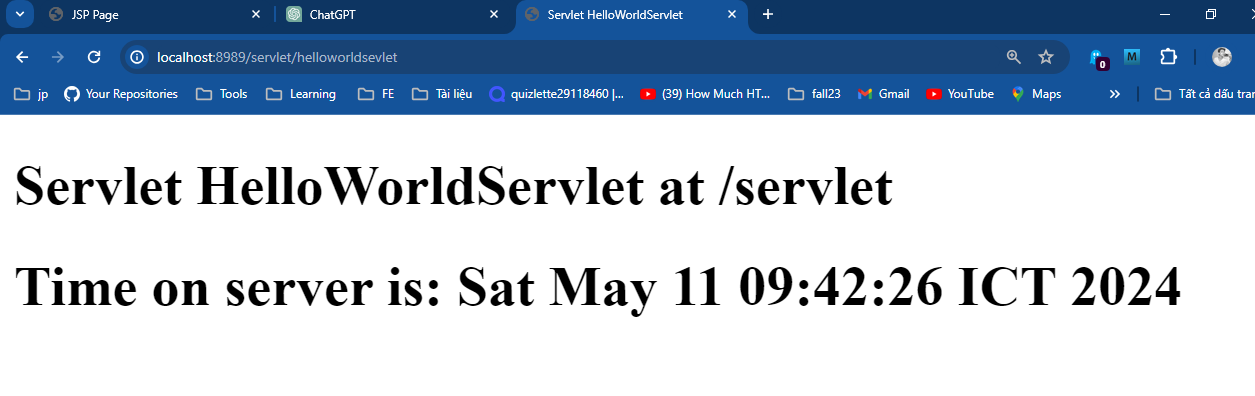 JSP Page ChatGPT Servlet HelloWorldServlet
localhost:8989/servlet/helloworldsevlet M 0
jp Your Repositories Tools Learning FE Tài liệu quizlette29118460 |... (39) How Much HT... fall23 Gmail YouTube Maps Tất cả dấu tran
Servlet HelloWorldServlet at /servlet
Time on server is: Sat May 11 09:42:26 ICT 2024